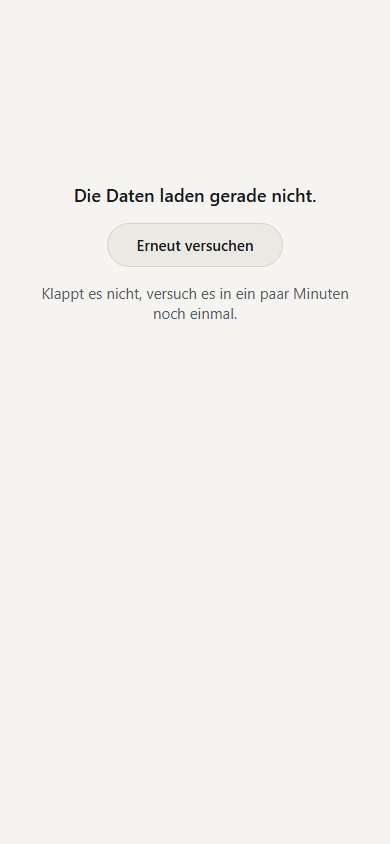 Die Daten laden gerade nicht.
Erneut versuchen
Klappt es nicht, versuch es in ein paar Minuten
noch einmal.